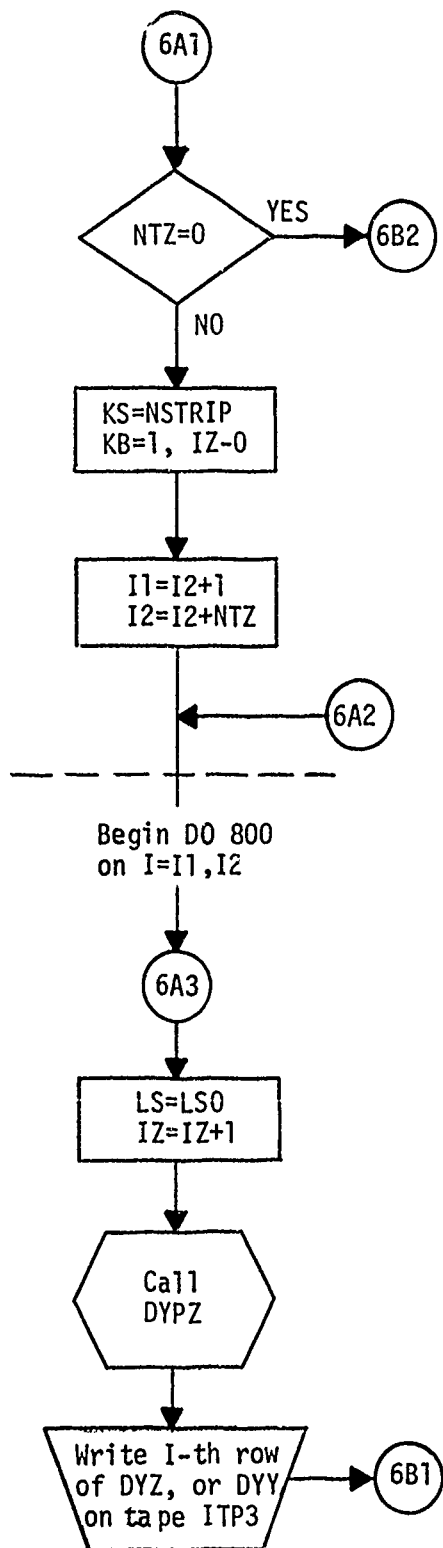 6A1
NTZ=0
YES
6B2
NO
KS=NSTRIP
KB=1, IZ-0
I1=I2+1
I2=I2+NTZ
6A2
Begin DO 800
on I=I1,I2
6A3
LS=LS0
IZ=IZ+1
Call
DYPZ
Write I-th row
of DYZ, or DYY
on tape ITP3
6B1